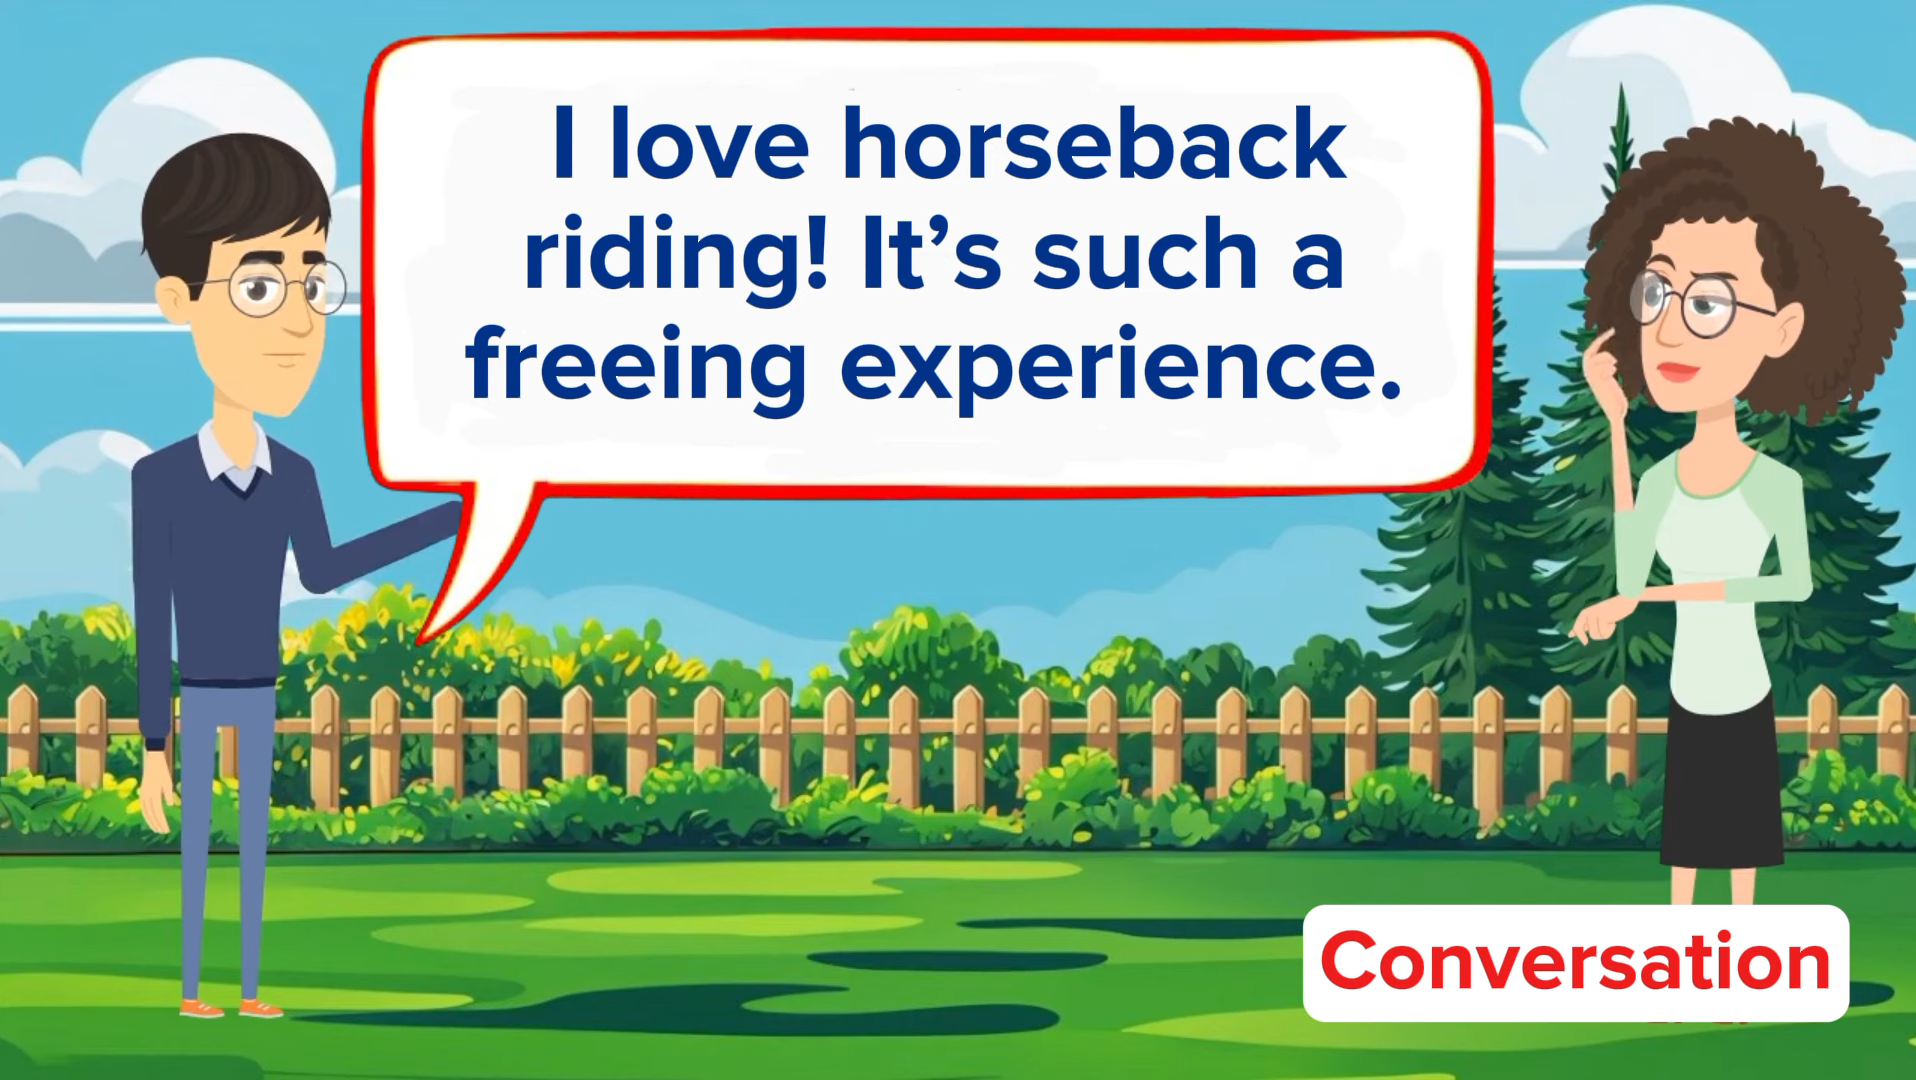 I love horseback
riding! It’s such a
freeing experience.
Conversation